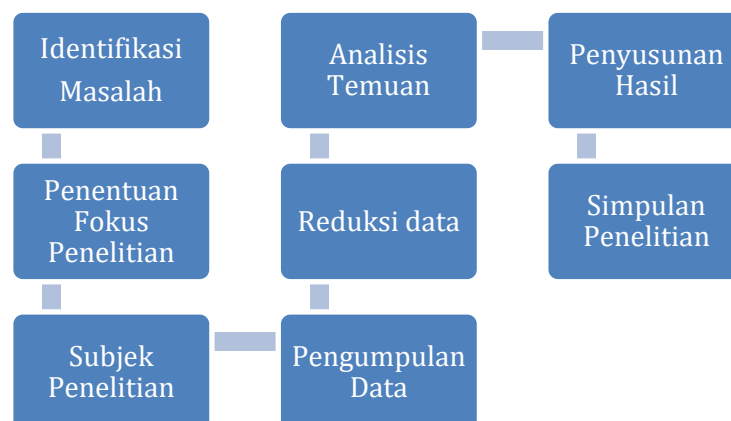 Identifikasi
Masalah
Penentuan
Fokus
Penelitian
Subjek
Penelitian
Pengumpulan
Data
Reduksi data
Analisis
Temuan
Penyusunan
Hasil
Simpulan
Penelitian